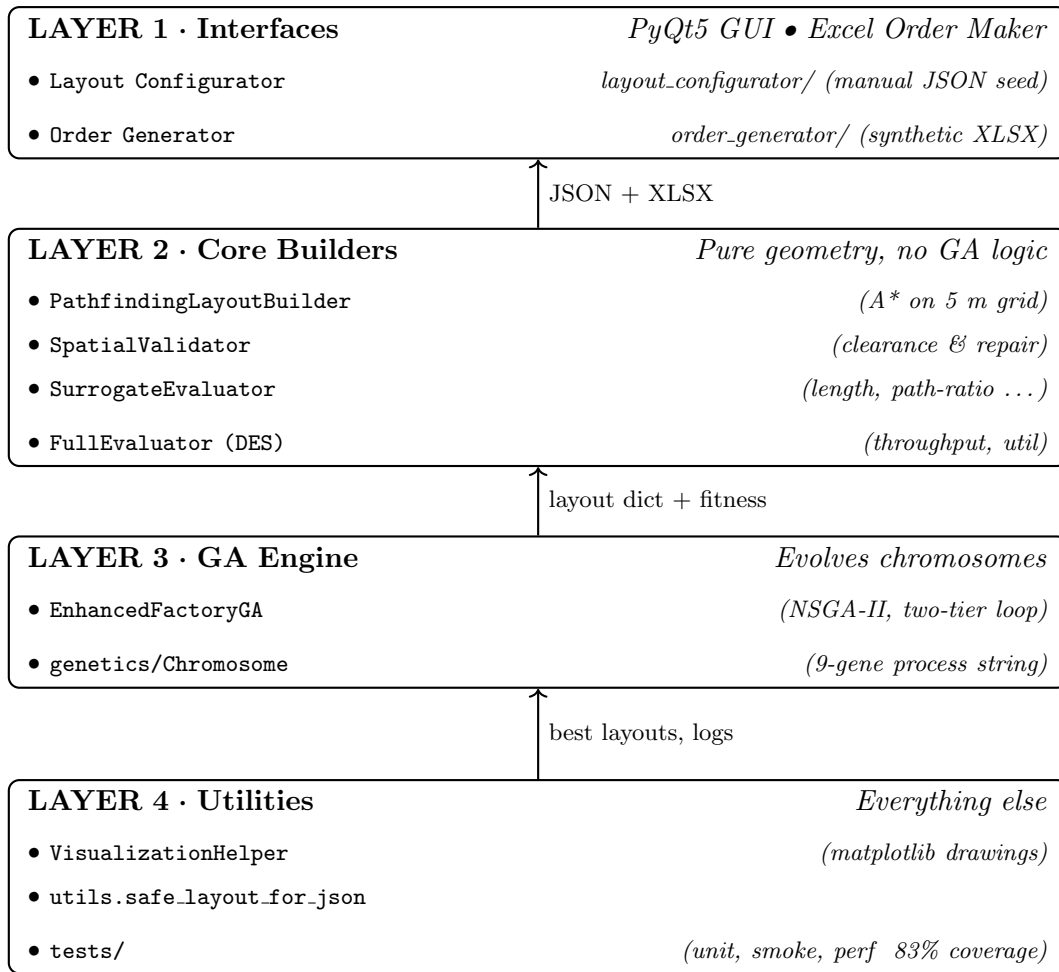 LAYER 1 · Interfaces PyQt5 GUI • Excel Order Maker
• Layout Configurator layout_configurator/ (manual JSON seed)
• Order Generator order_generator/ (synthetic XLSX)
JSON + XLSX
LAYER 2 · Core Builders Pure geometry, no GA logic
• PathfindingLayoutBuilder (A* on 5 m grid)
• SpatialValidator (clearance & repair)
• SurrogateEvaluator (length, path-ratio ...)
• FullEvaluator (DES) (throughput, util)
layout dict + fitness
LAYER 3 · GA Engine Evolves chromosomes
• EnhancedFactoryGA (NSGA-II, two-tier loop)
• genetics/Chromosome (9-gene process string)
best layouts, logs
LAYER 4 · Utilities Everything else
• VisualizationHelper (matplotlib drawings)
• utils.safe_layout_for_json
• tests/ (unit, smoke, perf 83% coverage)